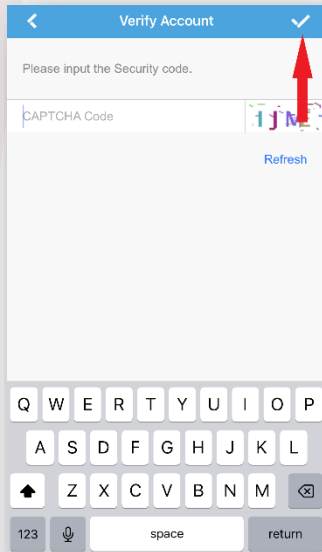 Verify Account
Please input the Security code.
CAPTCHA Code
Refresh
Q W E R T Y U I O P
A S D F G H J K L
Z X C V B N M
123 space return